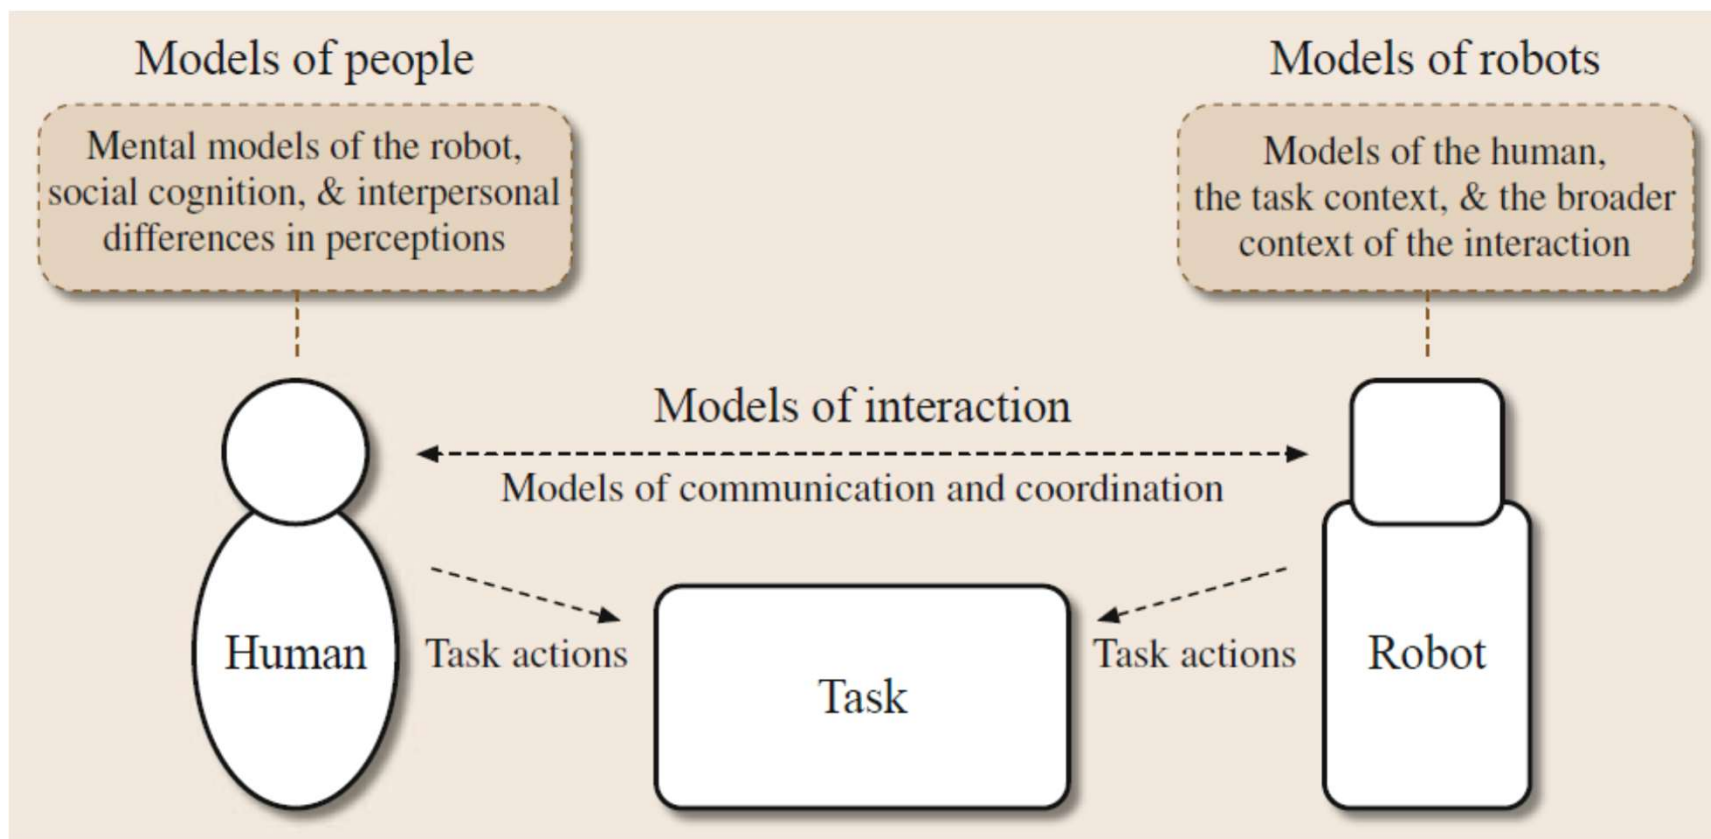 Models of people
Mental models of the robot,
social cognition, & interpersonal
differences in perceptions
Models of robots
Models of the human,
the task context, & the broader
context of the interaction
Models of interaction
Models of communication and coordination
Human
Task actions
Task
Task actions
Robot